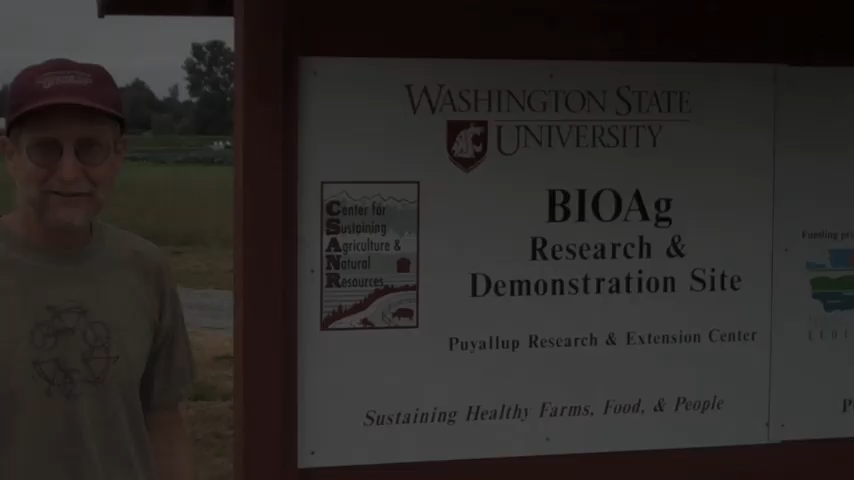 WASHINGTON STATE
UNIVERSITY
Center for
Sustaining
Agriculture &
Natural
Resources
BIOAg
Research &
Demonstration Site
Puyallup Research & Extension Center
Sustaining Healthy Farms, Food, & People
Funding